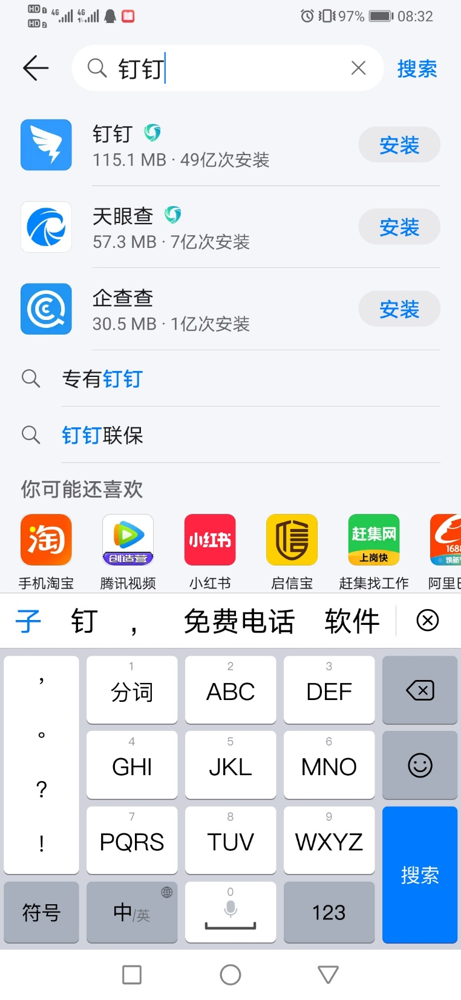 HD 1 4G 4G 97% 08:32
HD 2
钉钉 搜索
钉钉
115.1 MB · 49亿次安装
安装
天眼查
57.3 MB · 7亿次安装
安装
企查查
30.5 MB · 1亿次安装
安装
专有钉钉
钉钉联保
你可能还喜欢
淘 创造营 小红书 信 赶集网 上岗快 1688
手机淘宝 腾讯视频 小红书 启信宝 赶集找工作 阿里
子 钉 , 免费电话 软件
, 。 ? !
1 分词 2 ABC 3 DEF
4 GHI 5 JKL 6 MNO
7 PQRS 8 TUV 9 WXYZ
搜索
符号 中/英 0 123